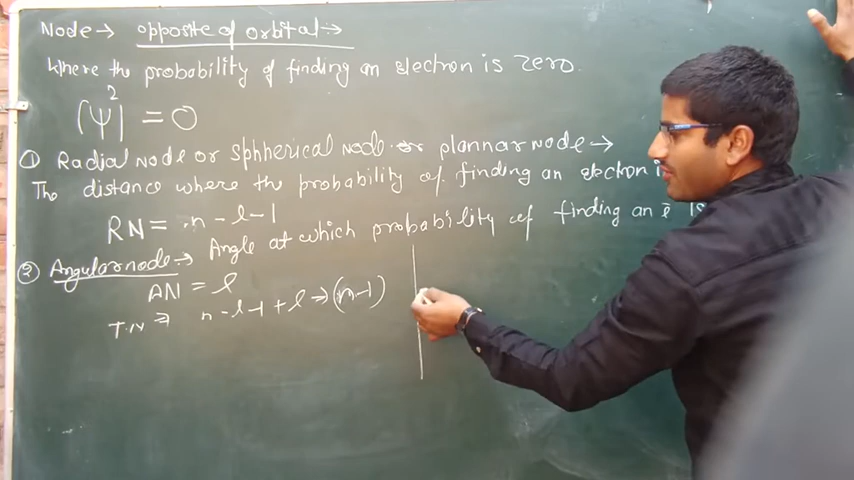 Node → opposite of orbital →
Where the probability of finding an electron is zero.
|Ψ|² = 0
① Radial Node or sphherical Node or plannar Node →
The distance where the probability of finding an electron i
RN = n - l - 1
② Angular node → Angle at which probability of finding an ē is
AN = l
T.N ⇒ n - l - 1 + l ⇒ (n-1)